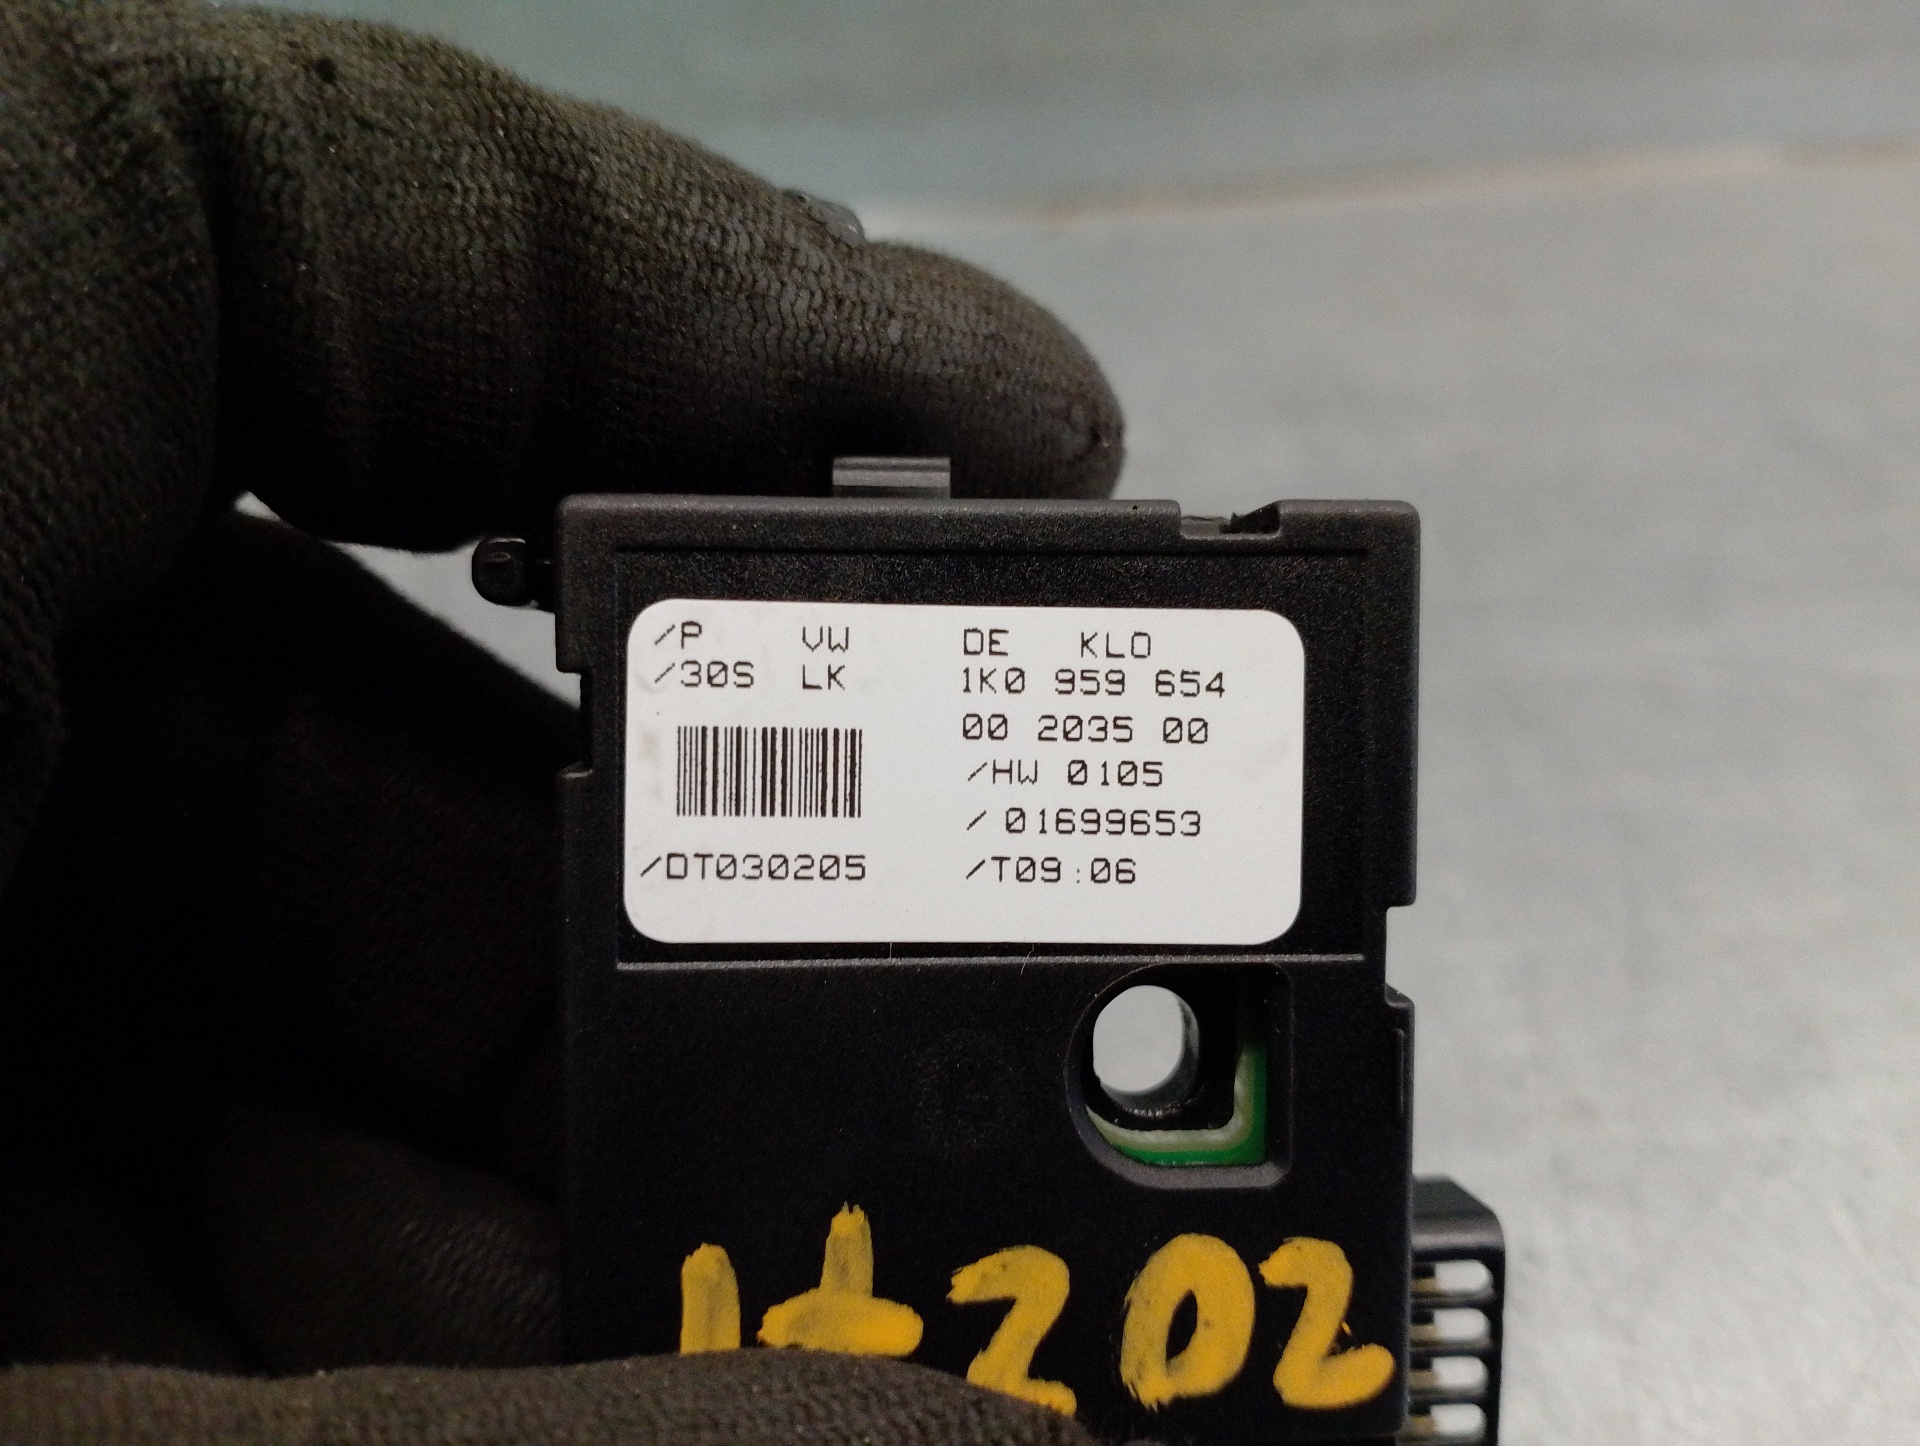 /P VW DE KLO
/30S LK 1K0 959 654
00 2035 00
/HW 0105
/ 01699653
/DT030205 /T09:06